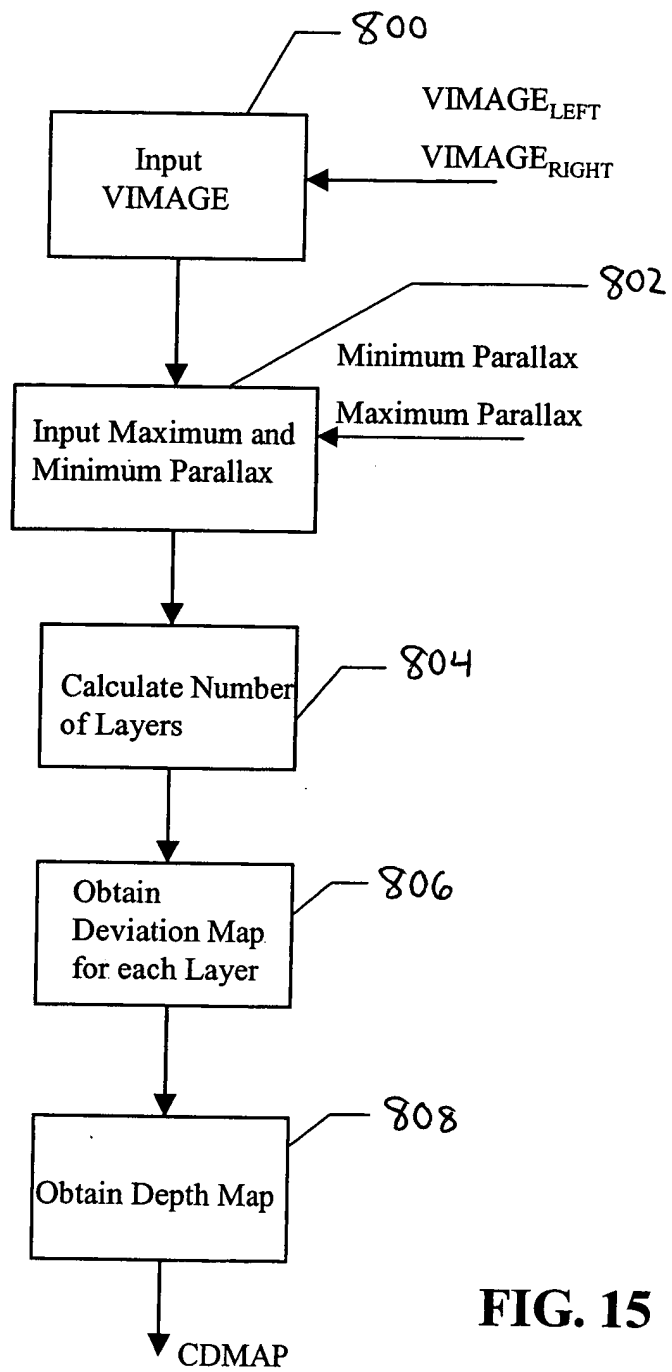 800
VIMAGE_LEFT
Input
VIMAGE
VIMAGE_RIGHT
802
Minimum Parallax
Maximum Parallax
Input Maximum and
Minimum Parallax
804
Calculate Number
of Layers
806
Obtain
Deviation Map
for each Layer
808
Obtain Depth Map
CDMAP
FIG. 15